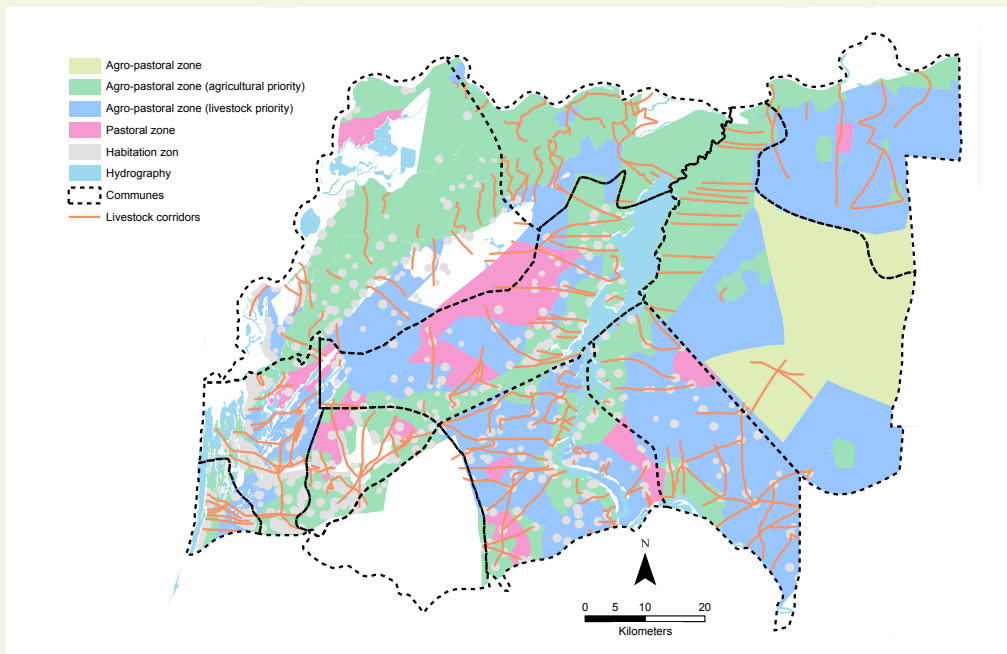 Agro-pastoral zone
Agro-pastoral zone (agricultural priority)
Agro-pastoral zone (livestock priority)
Pastoral zone
Habitation zon
Hydrography
Communes
Livestock corridors
N
0 5 10 20
Kilometers